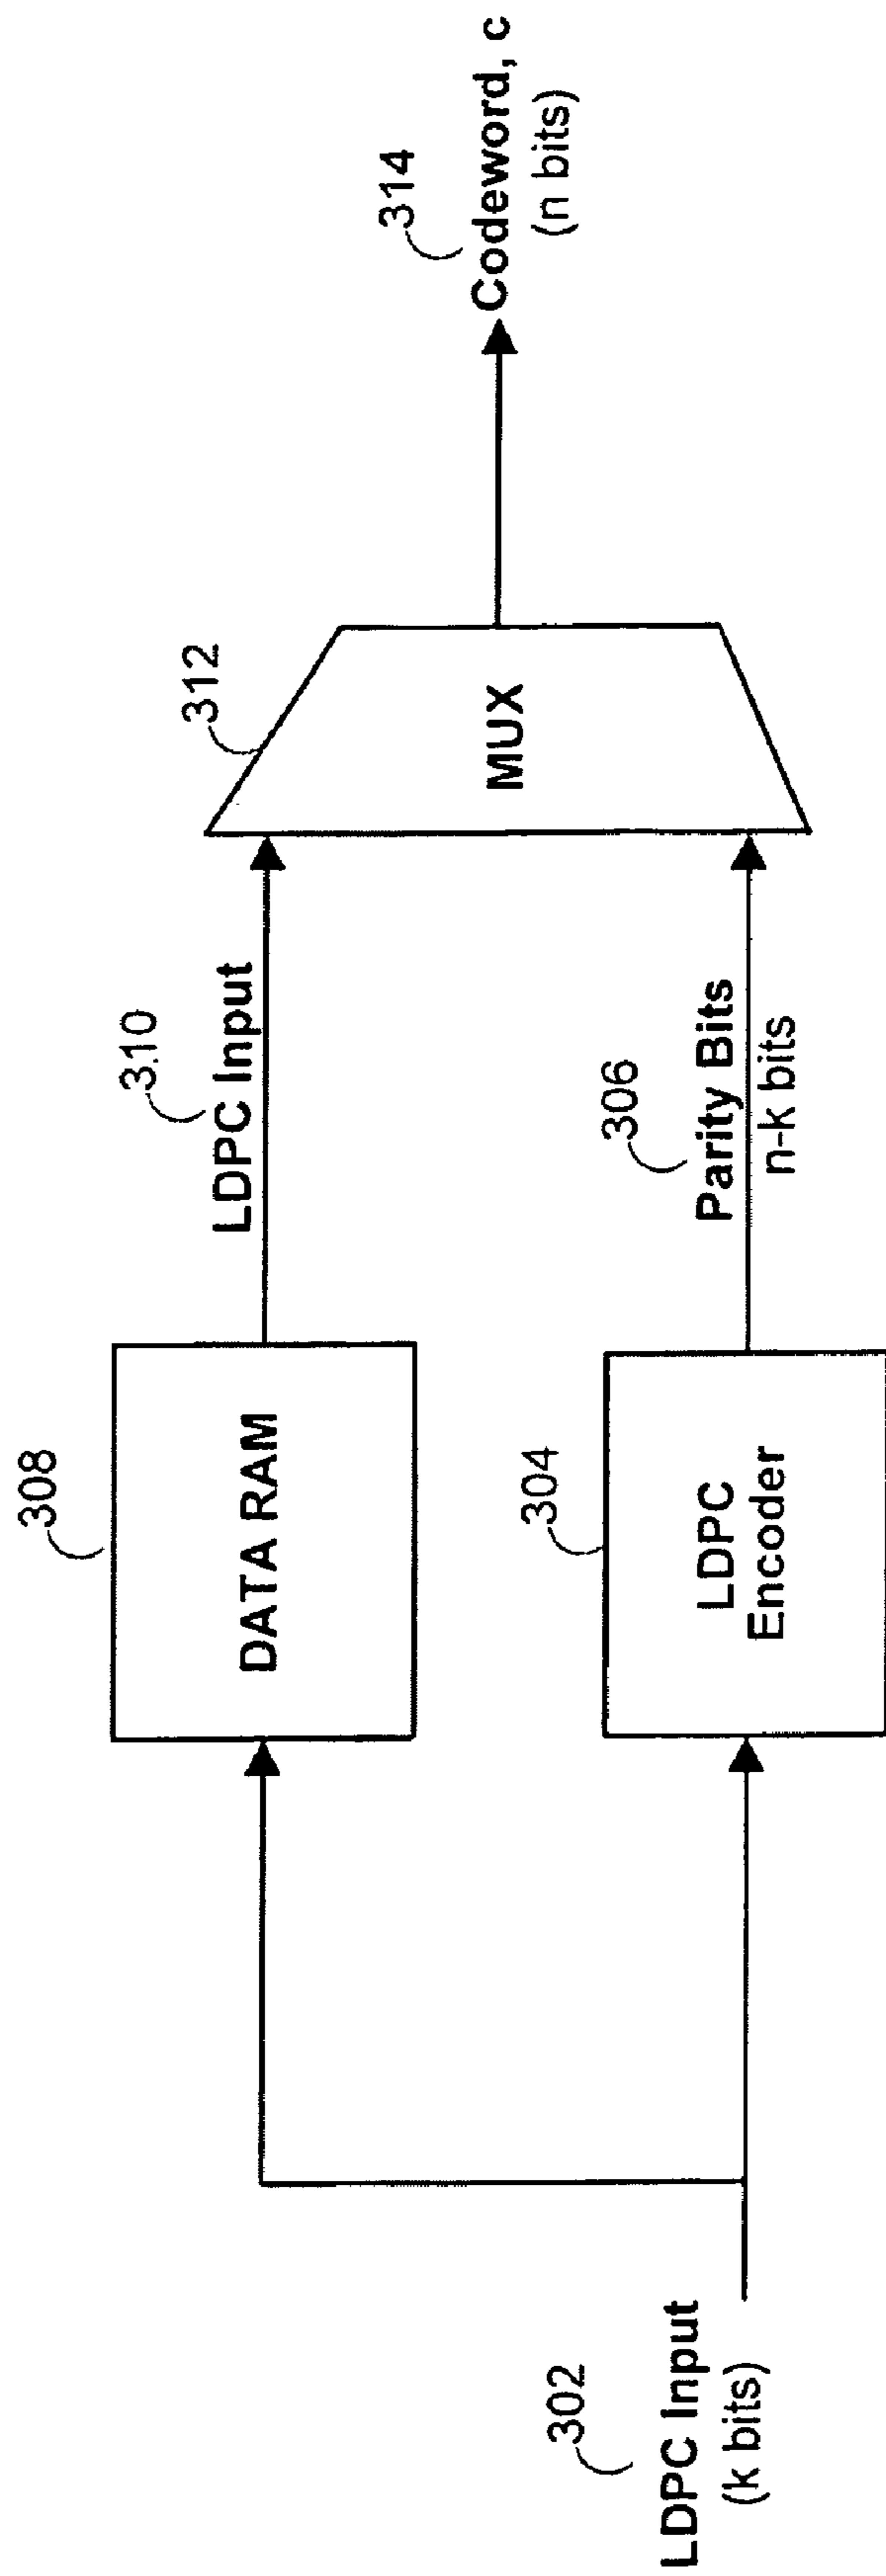 302
LDPC Input
(k bits)
308
DATA RAM
304
LDPC
Encoder
310
LDPC Input
306
Parity Bits
n-k bits
312
MUX
314
Codeword, c
(n bits)